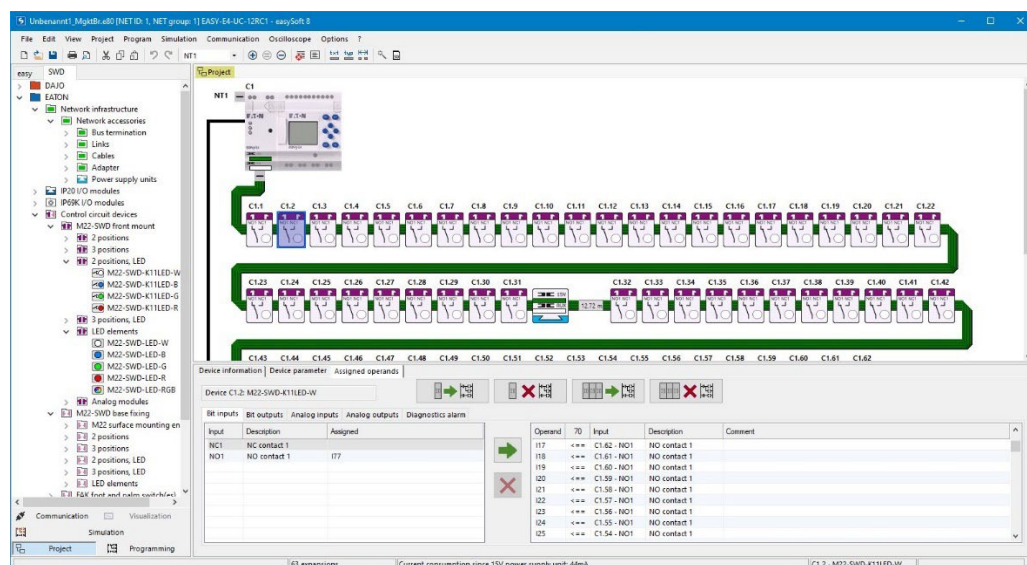 Unbenannt1_MgktBr.e80 [NET ID: 1, NET group: 1] EASY-E4-UC-12RC1 - easySoft 8
File Edit View Project Program Simulation Communication Oscilloscope Options ?
NT1
easy SWD
DAJO
EATON
Network infrastructure
Network accessories
Bus termination
Links
Cables
Adapter
Power supply units
IP20 I/O modules
IP69K I/O modules
Control circuit devices
M22-SWD front mount
2 positions
3 positions
2 positions, LED
M22-SWD-K11LED-W
M22-SWD-K11LED-B
M22-SWD-K11LED-G
M22-SWD-K11LED-R
3 positions, LED
LED elements
M22-SWD-LED-W
M22-SWD-LED-B
M22-SWD-LED-G
M22-SWD-LED-R
M22-SWD-LED-RGB
Analog modules
M22-SWD base fixing
M22 surface mounting en
2 positions
3 positions
2 positions, LED
3 positions, LED
LED elements
FAK foot and palm switch(es)
Communication Visualization
Simulation
Project Programming
Project
C1
NT1
C1.1 C1.2 C1.3 C1.4 C1.5 C1.6 C1.7 C1.8 C1.9 C1.10 C1.11 C1.12 C1.13 C1.14 C1.15 C1.16 C1.17 C1.18 C1.19 C1.20 C1.21 C1.22
C1.23 C1.24 C1.25 C1.26 C1.27 C1.28 C1.29 C1.30 C1.31 C1.32 C1.33 C1.34 C1.35 C1.36 C1.37 C1.38 C1.39 C1.40 C1.41 C1.42
15V
12.72 m
C1.43 C1.44 C1.45 C1.46 C1.47 C1.48 C1.49 C1.50 C1.51 C1.52 C1.53 C1.54 C1.55 C1.56 C1.57 C1.58 C1.59 C1.60 C1.61 C1.62
Device information Device parameter Assigned operands
Device C1.2: M22-SWD-K11LED-W
Bit inputs Bit outputs Analog inputs Analog outputs Diagnostics alarm
Input Description Assigned
NC1 NC contact 1
NO1 NO contact 1 I77
Operand 70 Input Description Comment
I17 <== C1.62 - NO1 NO contact 1
I18 <== C1.61 - NO1 NO contact 1
I19 <== C1.60 - NO1 NO contact 1
I20 <== C1.59 - NO1 NO contact 1
I21 <== C1.58 - NO1 NO contact 1
I22 <== C1.57 - NO1 NO contact 1
I23 <== C1.56 - NO1 NO contact 1
I24 <== C1.55 - NO1 NO contact 1
I25 <== C1.54 - NO1 NO contact 1
63 expansions Current consumption since 15V power supply unit: 44mA C1.2 - M22-SWD-K11LED-W